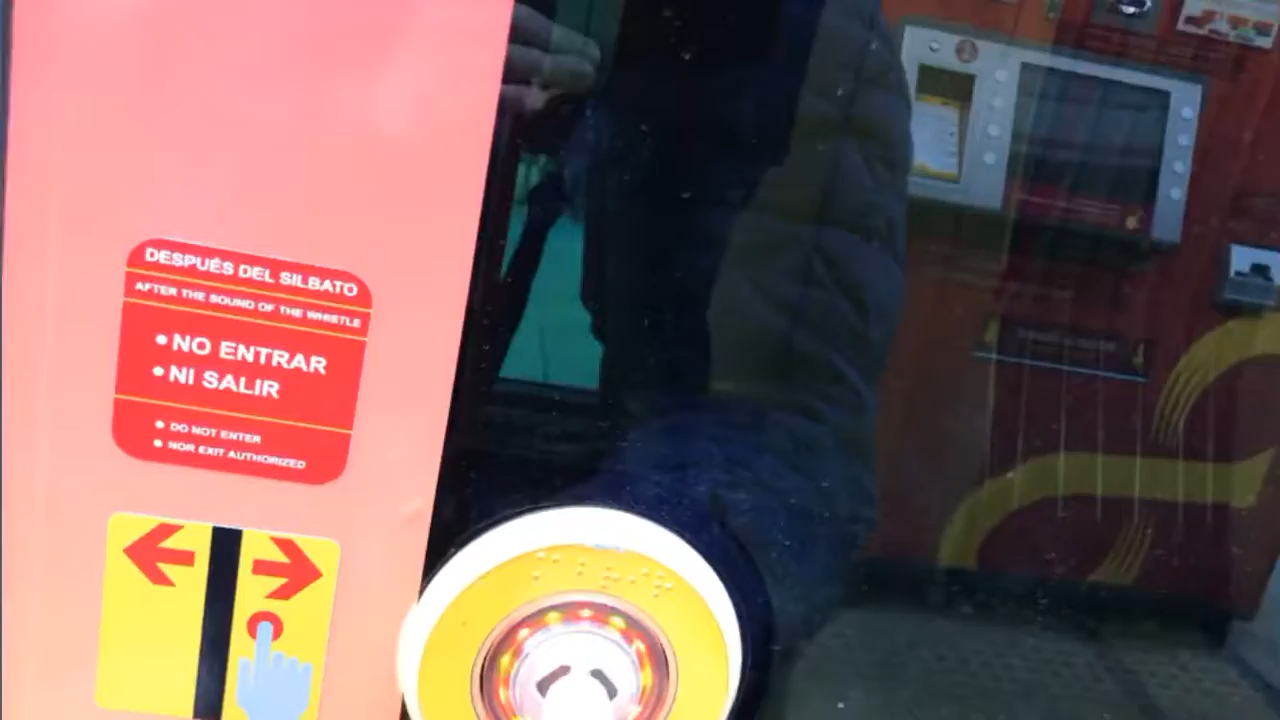 DESPUÉS DEL SILBATO
AFTER THE SOUND OF THE WHISTLE
• NO ENTRAR
• NI SALIR
• DO NOT ENTER
• NOR EXIT AUTHORIZED